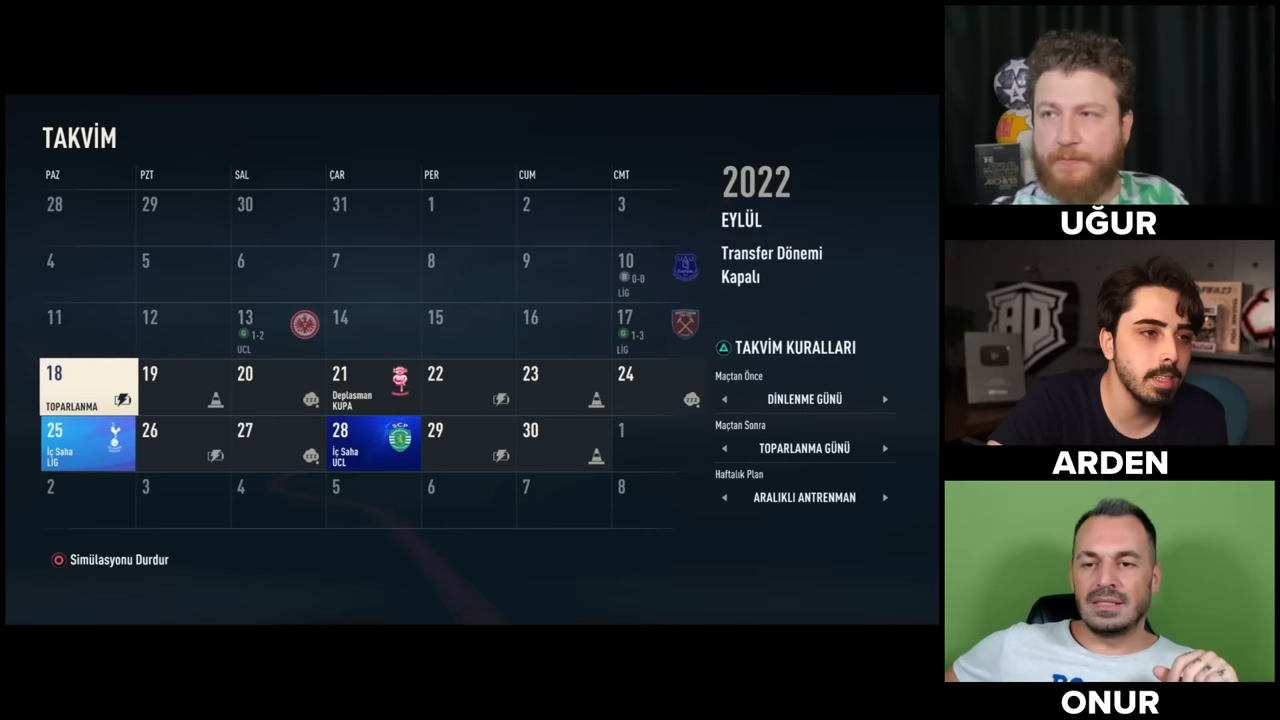 TAKVİM
PAZ PZT SAL ÇAR PER CUM CMT
28 29 30 31 1 2 3
4 5 6 7 8 9 10
B 0-0
LİG
11 12 13 14 15 16 17
G 1-2
UCL
G 1-3
LİG
18 19 20 21 22 23 24
TOPARLANMA
Deplasman
KUPA
25 26 27 28 29 30 1
İç Saha
LİG
İç Saha
UCL
SCP
2 3 4 5 6 7 8
Simülasyonu Durdur
2022
EYLÜL
Transfer Dönemi
Kapalı
TAKVİM KURALLARI
Maçtan Önce
DİNLENME GÜNÜ
Maçtan Sonra
TOPARLANMA GÜNÜ
Haftalık Plan
ARALIKLI ANTRENMAN
UĞUR
FIFA23
ARDEN
ONUR